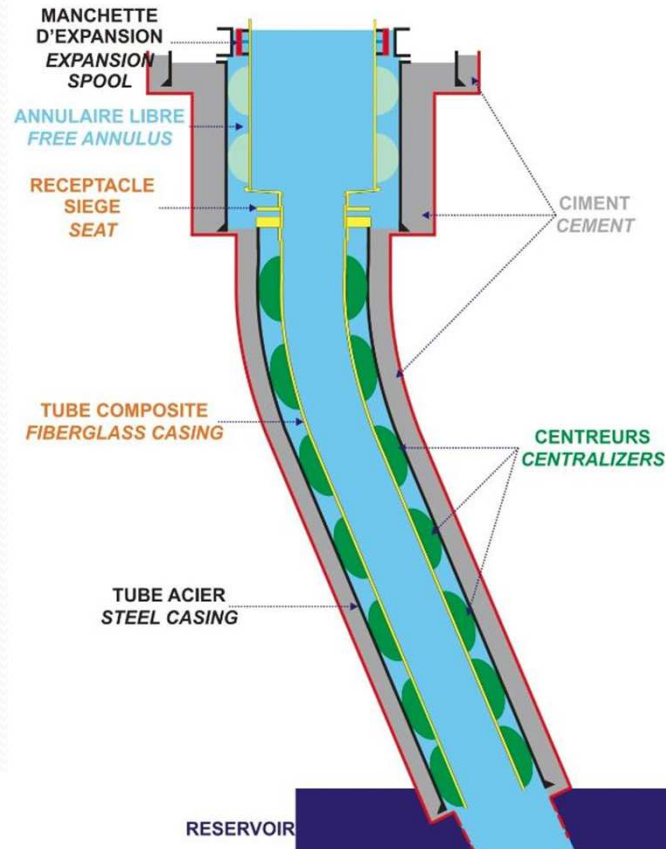 MANCHETTE
D'EXPANSION
EXPANSION
SPOOL
ANNULAIRE LIBRE
FREE ANNULUS
RECEPTACLE
SIEGE
SEAT
CIMENT
CEMENT
TUBE COMPOSITE
FIBERGLASS CASING
CENTREURS
CENTRALIZERS
TUBE ACIER
STEEL CASING
RESERVOIR